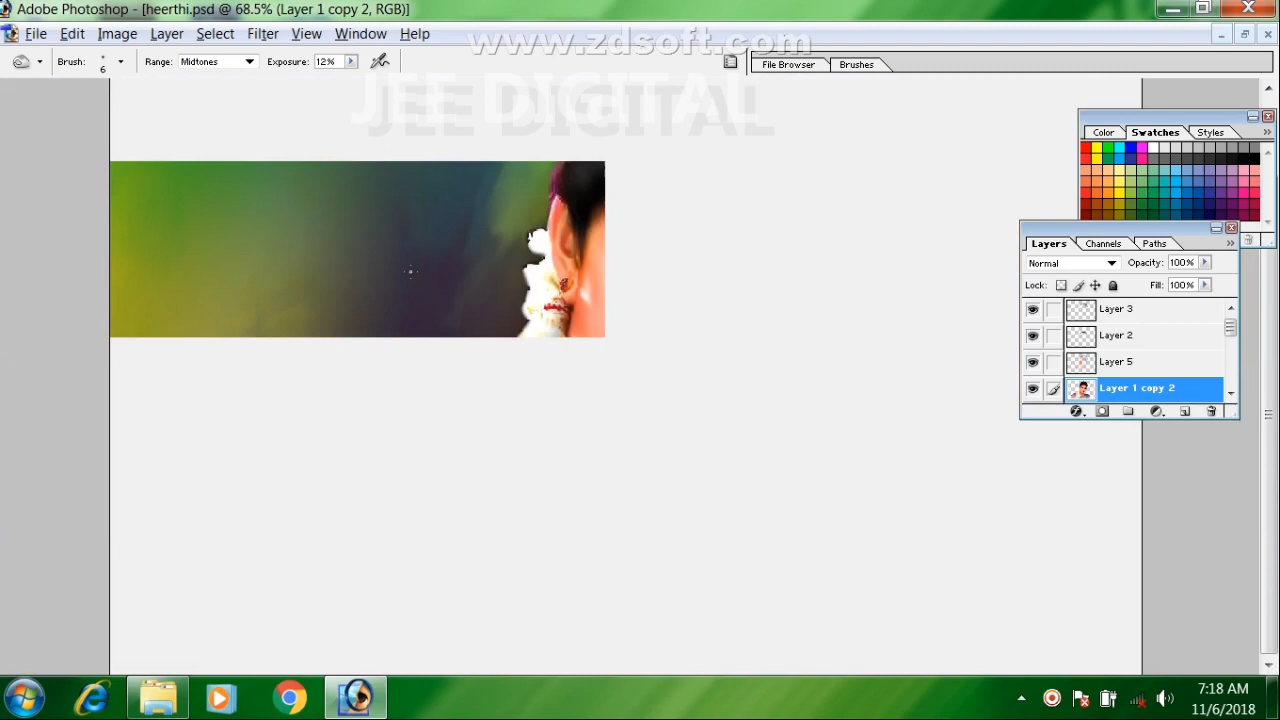 Adobe Photoshop - [heerthi.psd @ 68.5% (Layer 1 copy 2, RGB)]
File Edit Image Layer Select Filter View Window Help
www.zdsoft.com
Brush: 6 Range: Midtones Exposure: 12% File Browser Brushes
JEE DIGITAL
Color Swatches Styles
Layers Channels Paths
Normal Opacity: 100%
Lock: Fill: 100%
Layer 3
Layer 2
Layer 5
Layer 1 copy 2
7:18 AM
11/6/2018